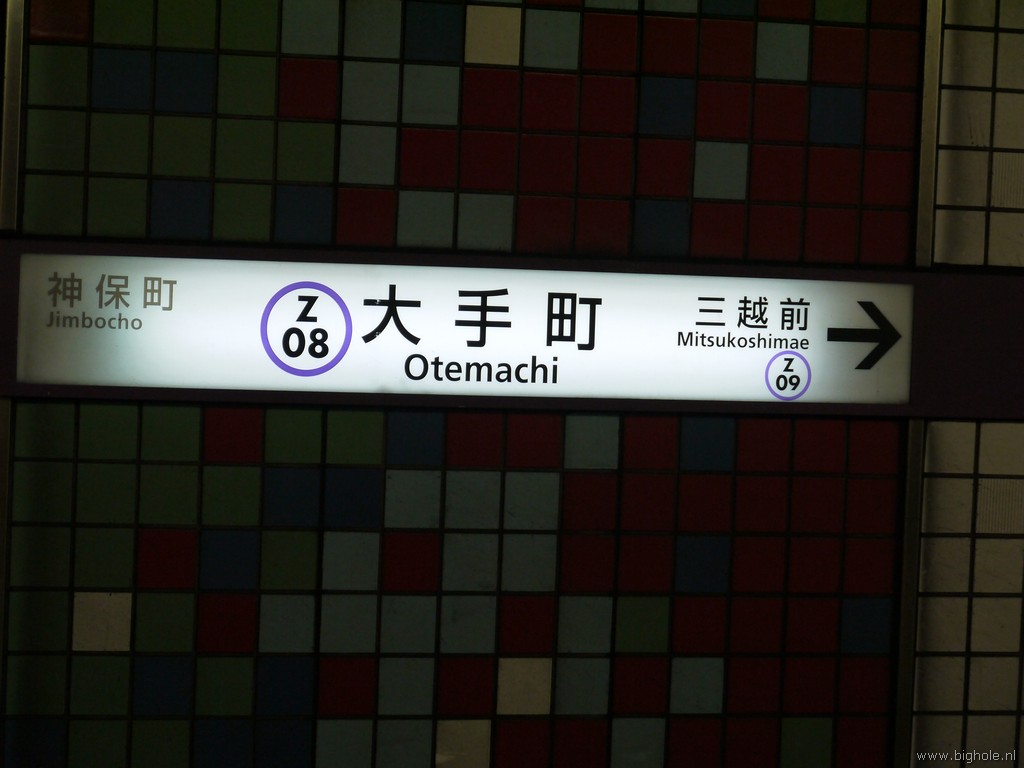 神保町
Jimbocho
Z
08
大手町
Otemachi
三越前
Mitsukoshimae
Z
09
www.bighole.nl